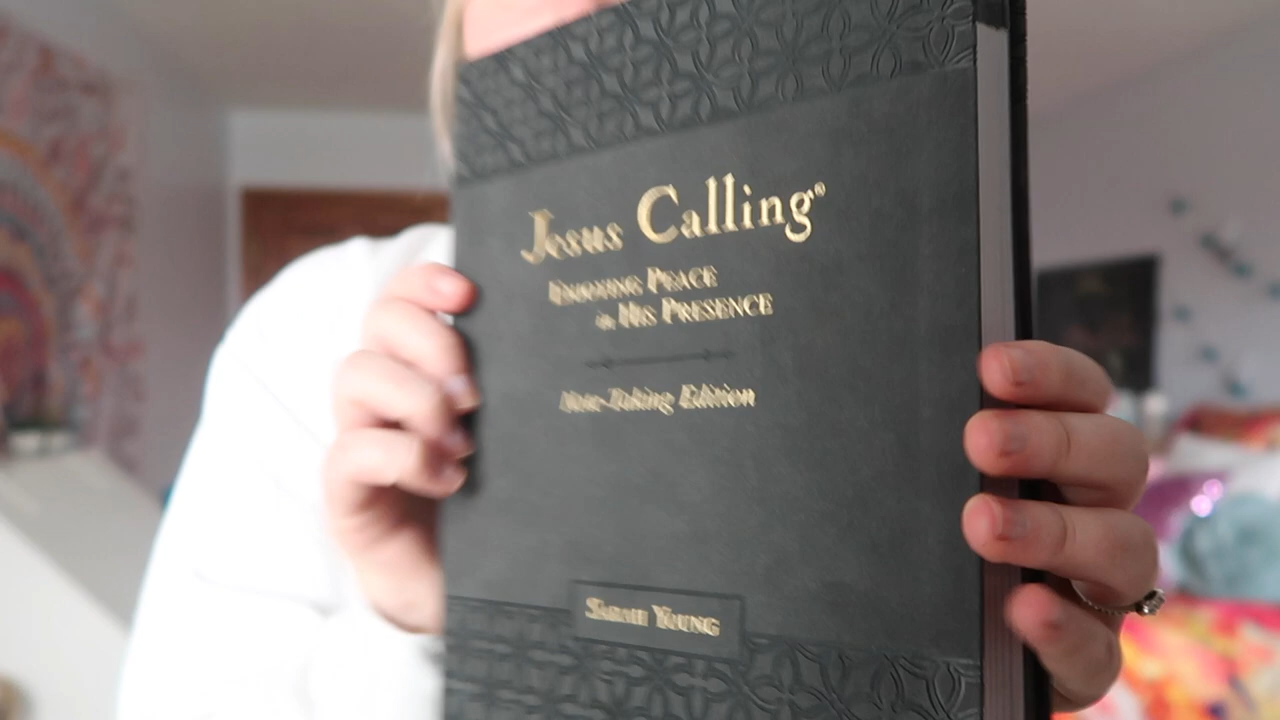 Jesus Calling®
Enjoying Peace
in His Presence
Note-Taking Edition
Sarah Young